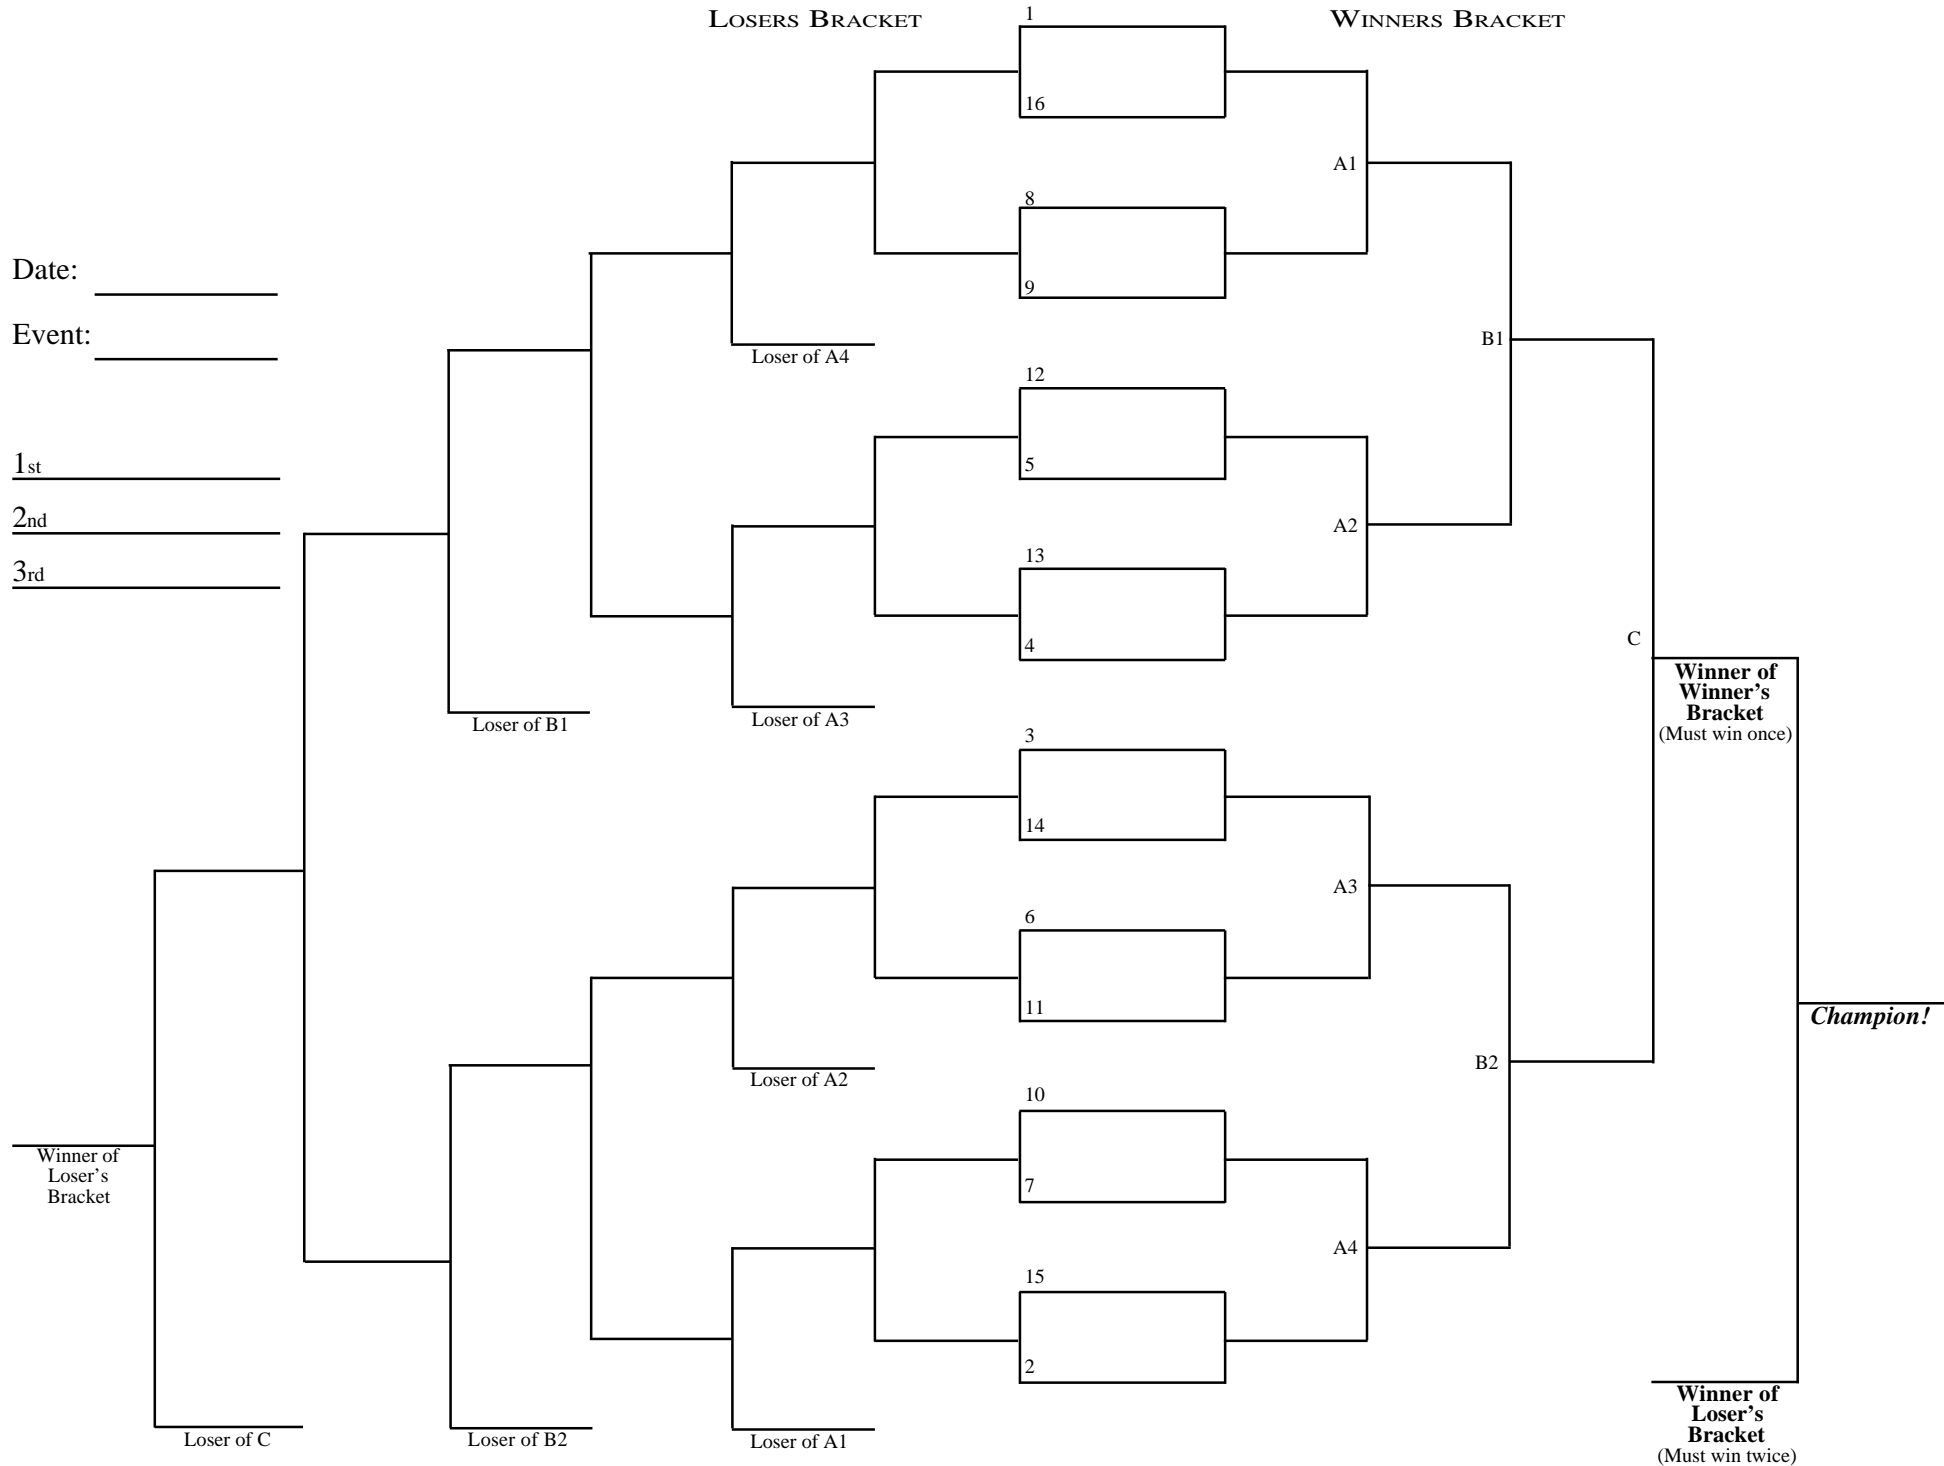 LOSERS BRACKET
WINNERS BRACKET
1
16
A1
8
9
Date:
Event:
Loser of A4
B1
12
5
1st
2nd
3rd
A2
13
4
C
Winner of
Winner's
Bracket
(Must win once)
Loser of B1
Loser of A3
3
14
A3
6
11
Champion!
Loser of A2
B2
10
7
Winner of
Loser's
Bracket
A4
15
2
Loser of C
Loser of B2
Loser of A1
Winner of
Loser's
Bracket
(Must win twice)